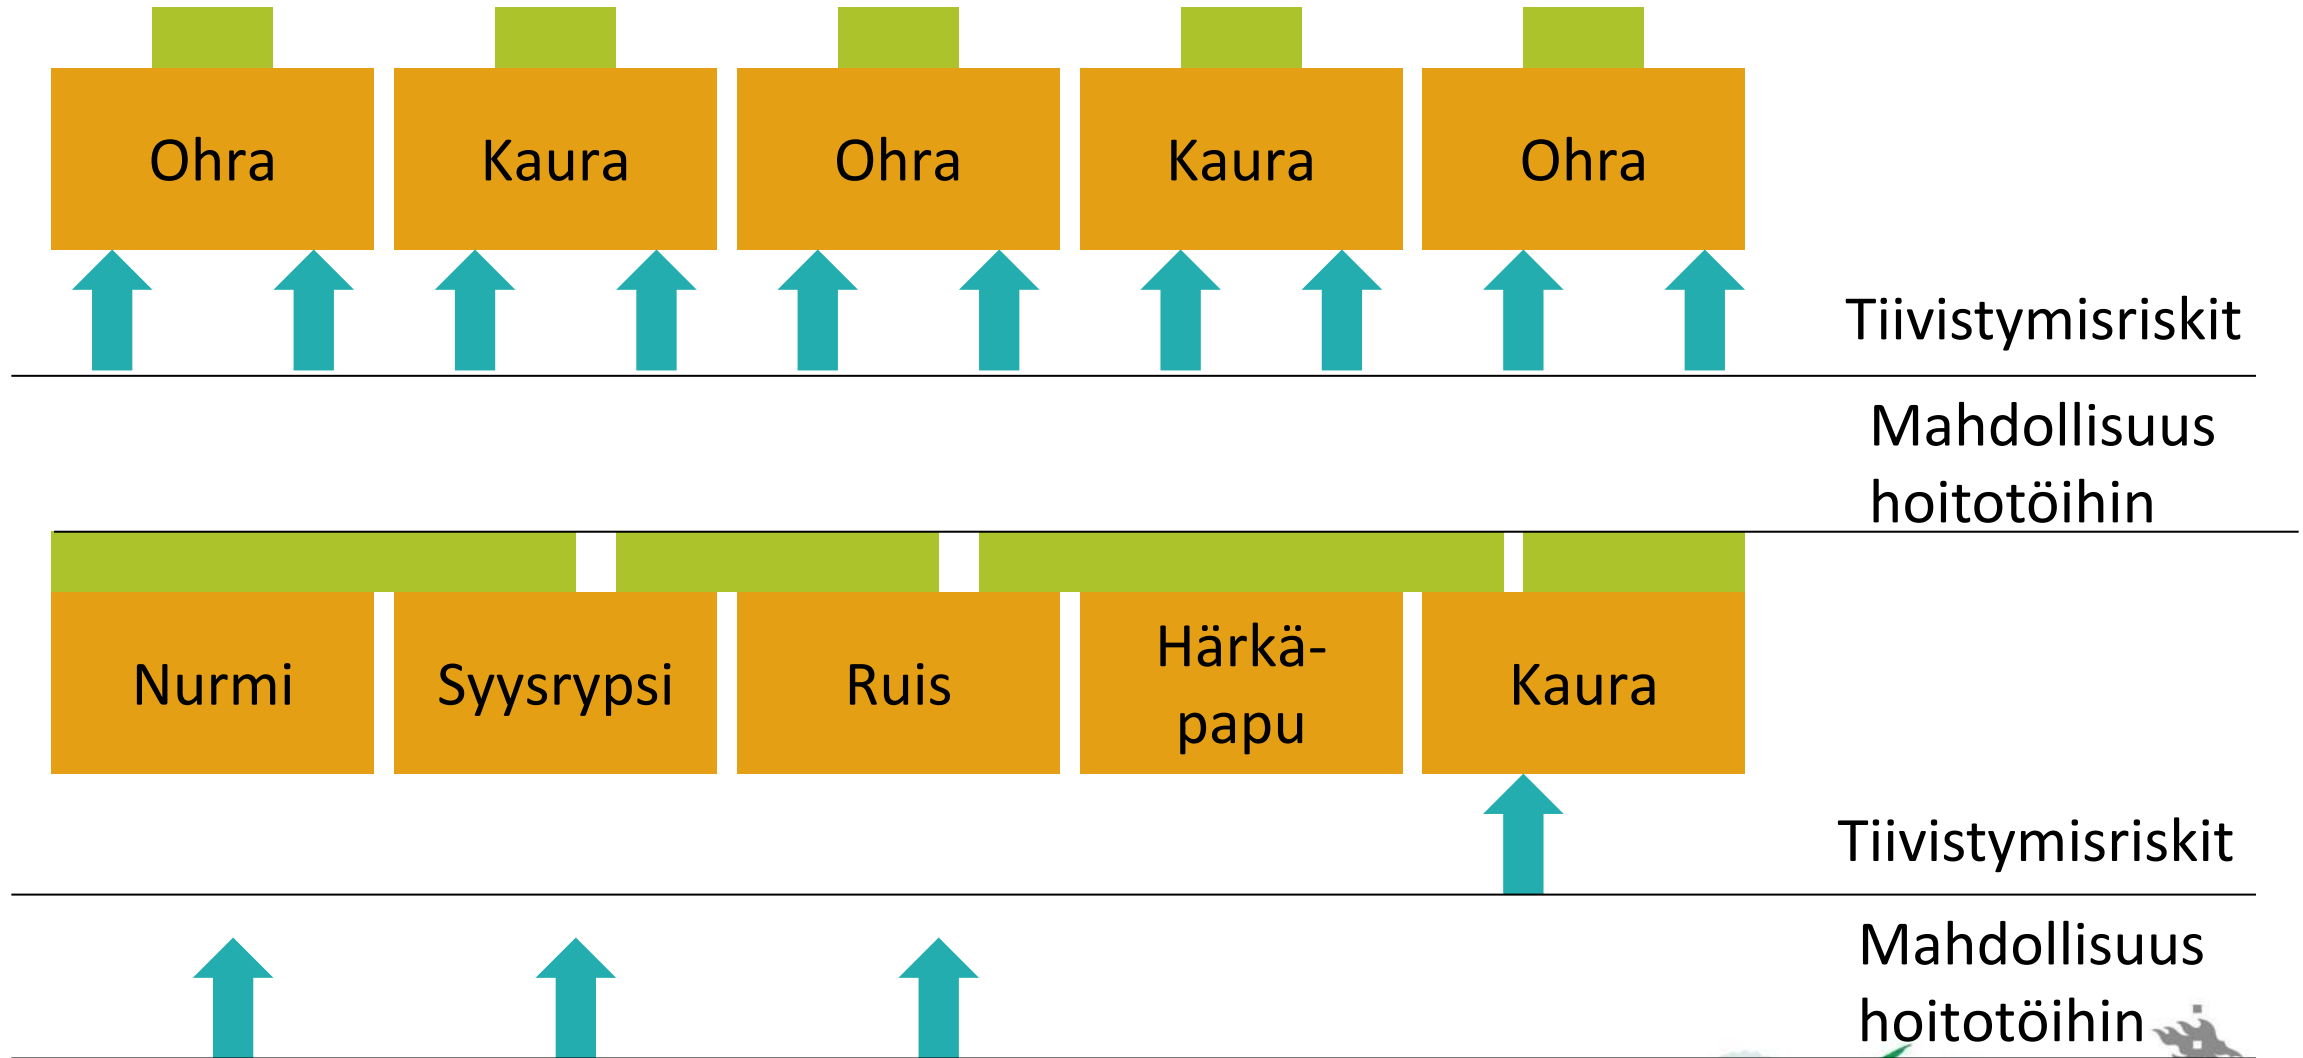 Ohra
Kaura
Ohra
Kaura
Ohra
Tiivistymisriskit
Mahdollisuus
hoitotöihin
Nurmi
Syysrypsi
Ruis
Härkä-
papu
Kaura
Tiivistymisriskit
Mahdollisuus
hoitotöihin